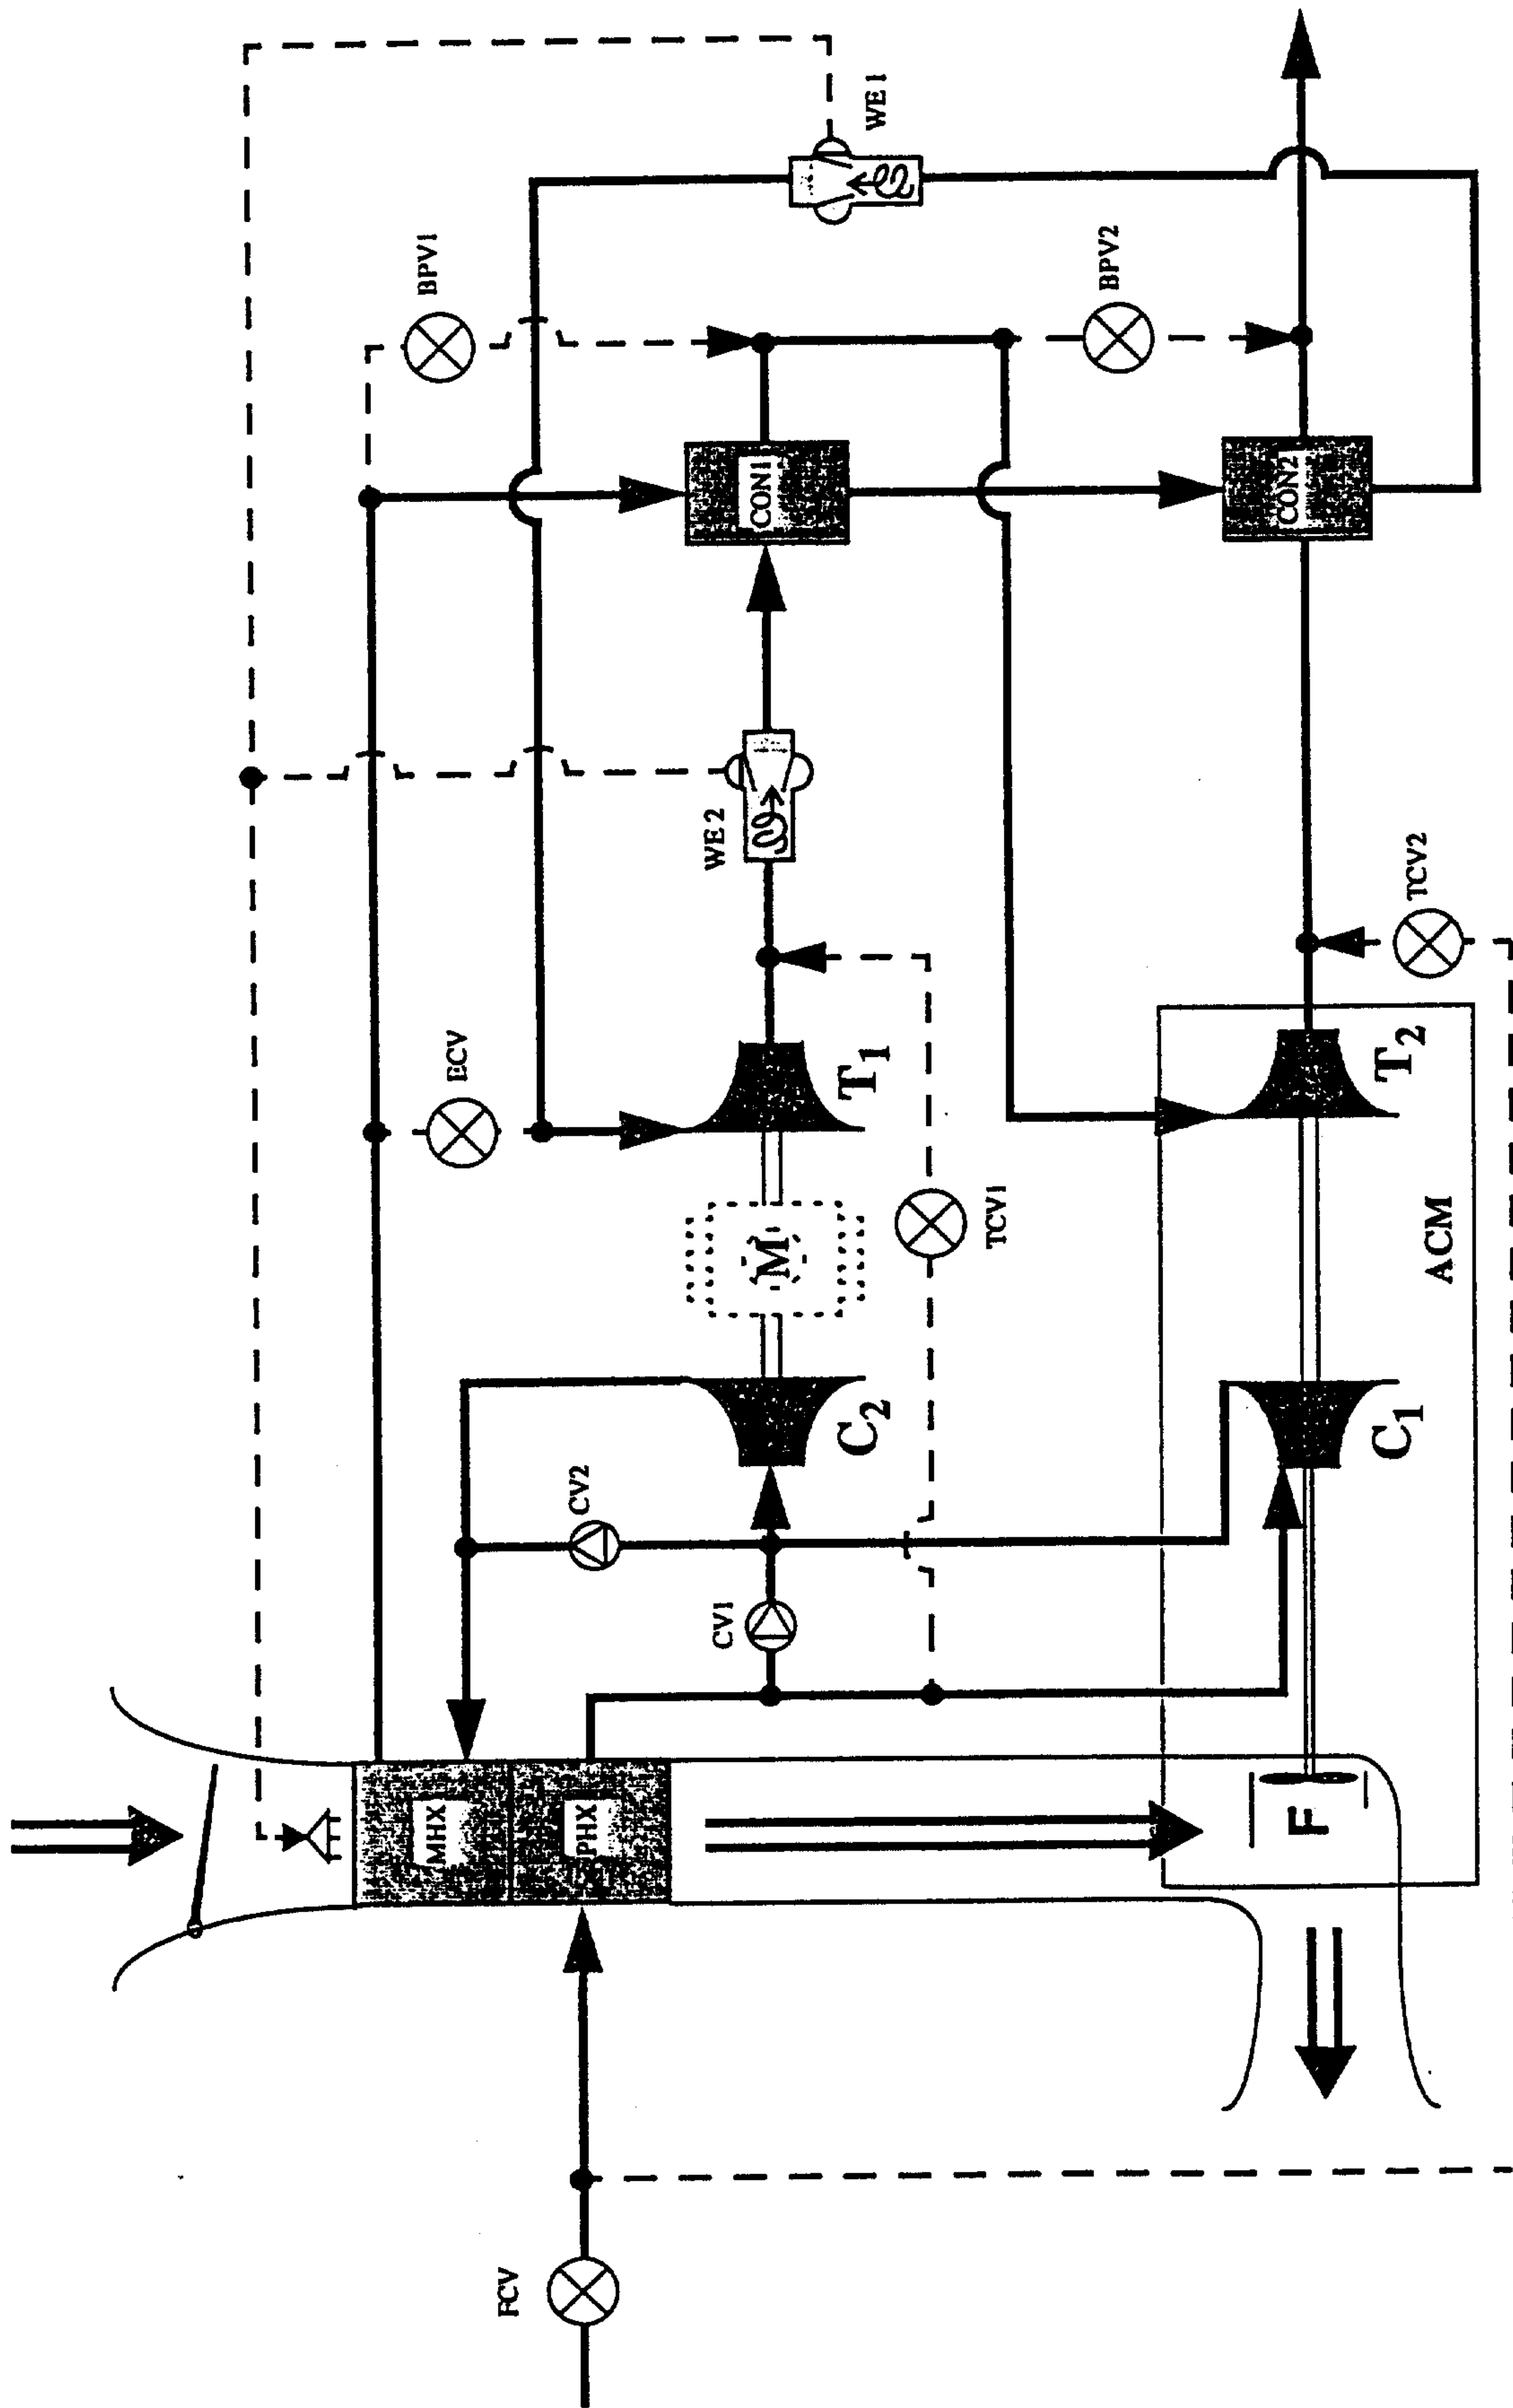 WE 1
BPV1
BPV2
CON1
CON2
WE 2
TCV2
ECV
T1
T2
M
TCV1
ACM
C2
C1
CV2
CV1
MHX
PHX
F
FCV